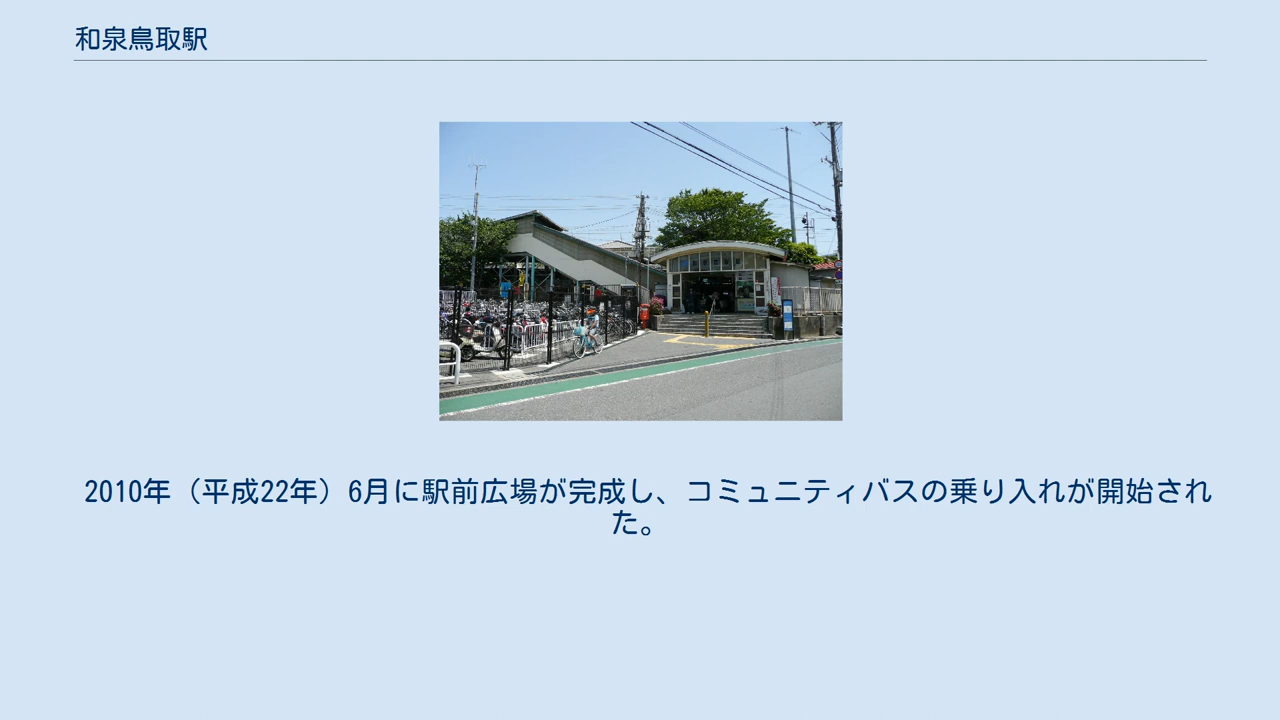 和泉鳥取駅
2010年（平成22年）6月に駅前広場が完成し、コミュニティバスの乗り入れが開始され
た。